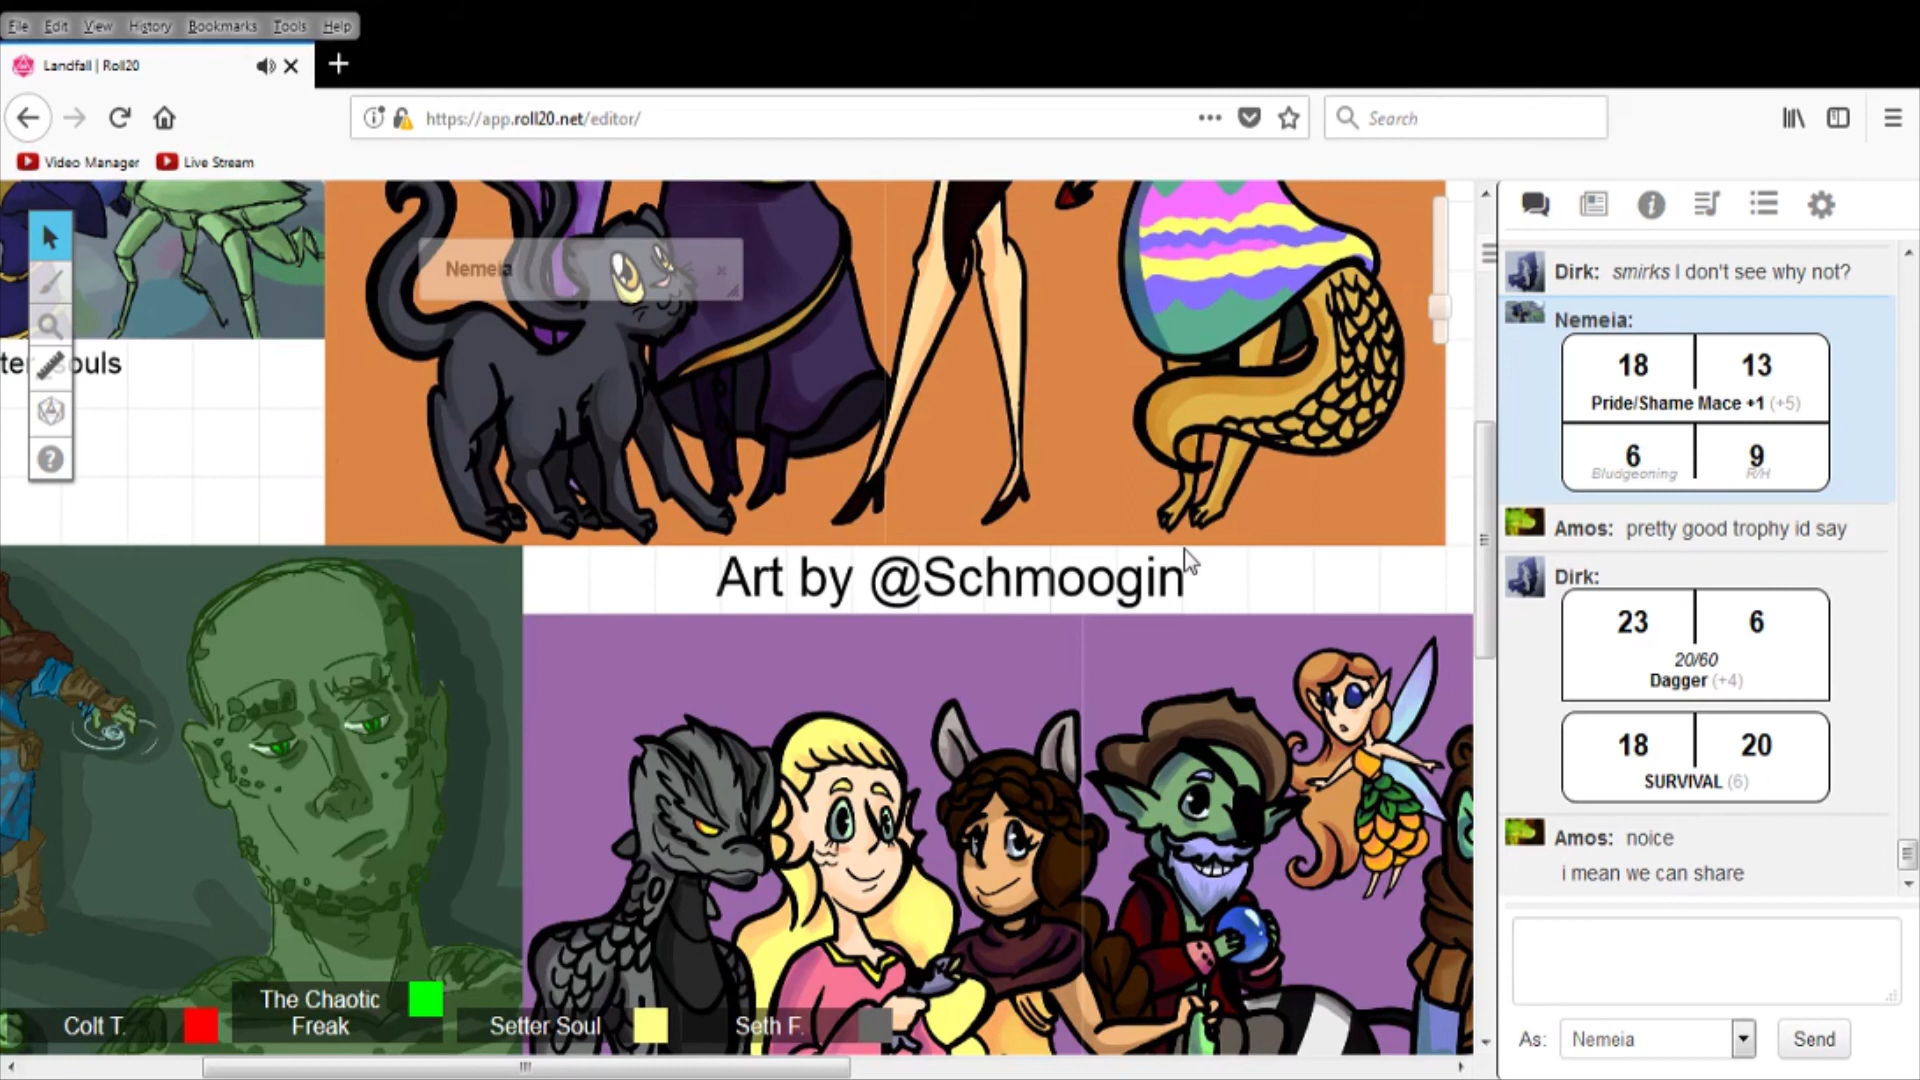 File Edit View History Bookmarks Tools Help
Landfall | Roll20
https://app.roll20.net/editor/
Search
Video Manager
Live Stream
Nemeia
ouls
Art by @Schmoogin
Colt T.
The Chaotic
Freak
Setter Soul
Seth F.
Dirk: smirks I don't see why not?
Nemeia:
18 13
Pride/Shame Mace +1 (+5)
6 9
Bludgeoning R/H
Amos: pretty good trophy id say
Dirk:
23 6
20/60
Dagger (+4)
18 20
SURVIVAL (6)
Amos: noice
i mean we can share
As: Nemeia Send